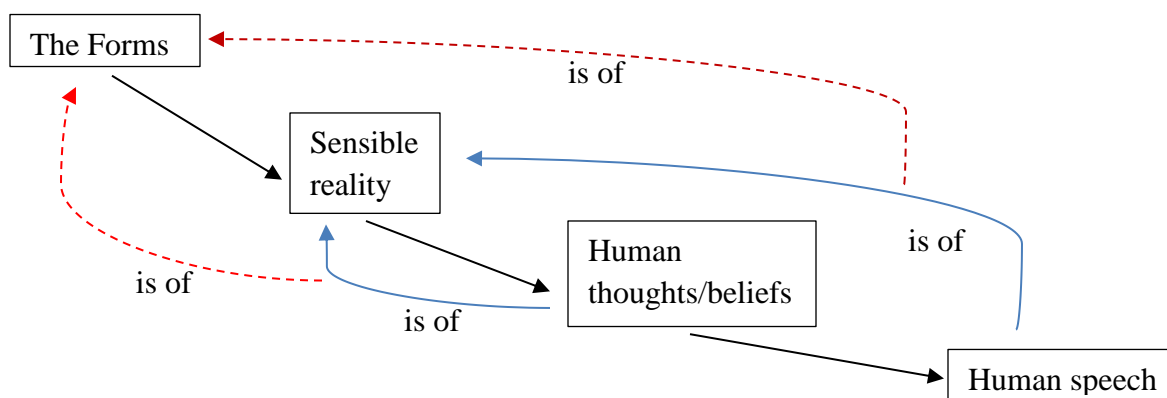 The Forms
is of
Sensible
reality
is of
Human
thoughts/beliefs
is of
is of
Human speech